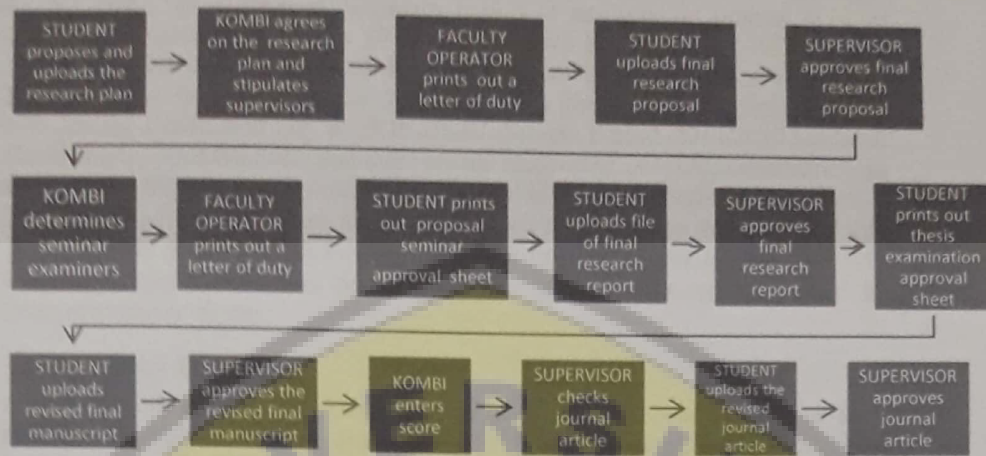 STUDENT
proposes and
uploads the
research plan
KOMBI agrees
on the research
plan and
stipulates
supervisors
FACULTY
OPERATOR
prints out a
letter of duty
STUDENT
uploads final
research
proposal
SUPERVISOR
approves final
research
proposal
KOMBI
determines
seminar
examiners
FACULTY
OPERATOR
prints out a
letter of duty
STUDENT prints
out proposal
seminar
approval sheet
STUDENT
uploads file
of final
research
report
SUPERVISOR
approves
final
research
report
STUDENT
prints out
thesis
examination
approval
sheet
STUDENT
uploads
revised final
manuscript
SUPERVISOR
approves the
revised final
manuscript
KOMBI
enters
score
SUPERVISOR
checks
journal
article
STUDENT
uploads the
revised
journal
article
SUPERVISOR
approves
journal
article